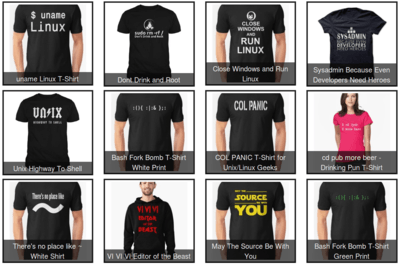 $ uname
Linux
uname Linux T-Shirt
sudo rm -rf /
Don't Drink and Root
Dont Drink and Root
CLOSE
WINDOWS
AND
RUN
LINUX
Close Windows and Run
Linux
SYSADMIN
BECAUSE EVEN
DEVELOPERS
NEED HEROES
Sysadmin Because Even
Developers Need Heroes
UNIX
HIGHWAY TO SHELL
Unix Highway To Shell
Bash Fork Bomb T-Shirt
White Print
COL PANIC
COL PANIC T-Shirt for
Unix/Linux Geeks
cd pub more beer -
Drinking Pun T-Shirt
There's no place like
~
There's no place like ~
White Shirt
VI VI VI
EDITOR
OF THE
BEAST
VI VI VI Editor of the Beast
MAY THE
SOURCE
BE WITH
YOU
May The Source Be With
You
Bash Fork Bomb T-Shirt
Green Print